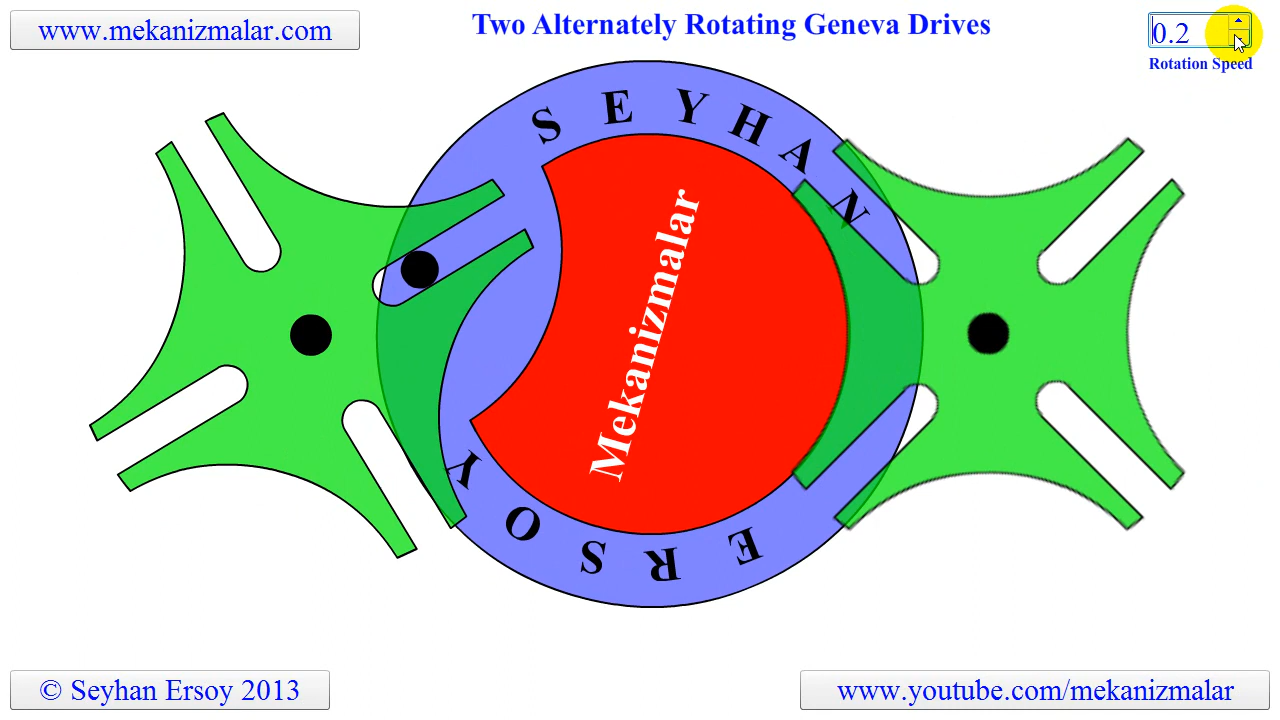 www.mekanizmalar.com
Two Alternately Rotating Geneva Drives
0.2
Rotation Speed
SEYHAN
Mekanizmalar
ERSOY
© Seyhan Ersoy 2013
www.youtube.com/mekanizmalar